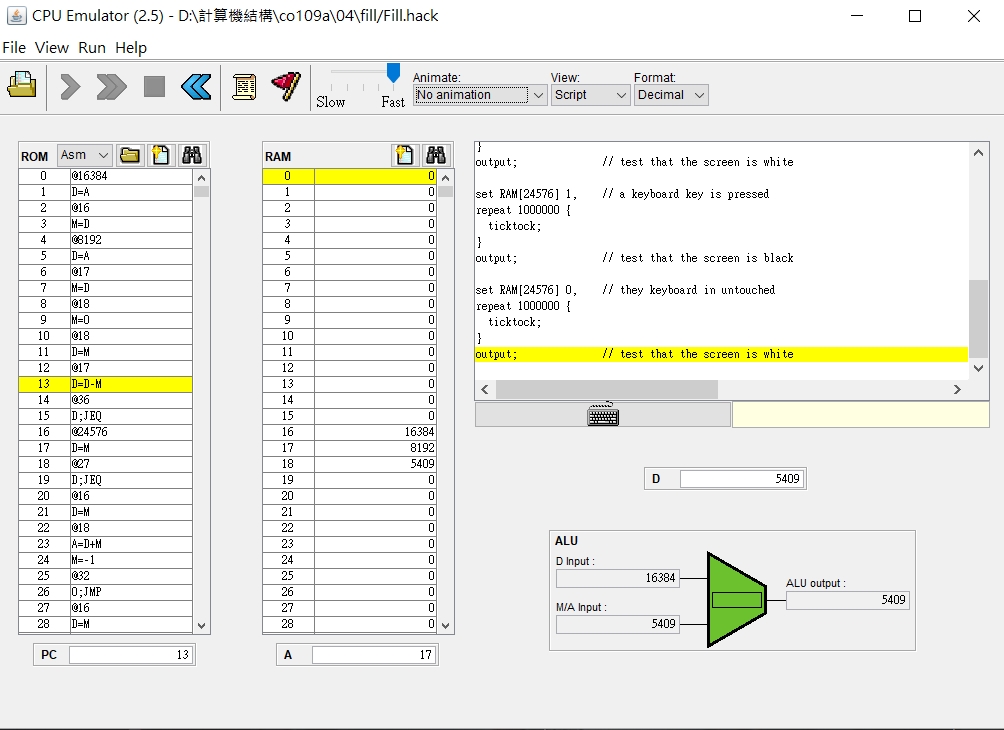 CPU Emulator (2.5) - D:\計算機結構\co109a\04\fill/Fill.hack
File View Run Help
Slow Fast
Animate:
No animation
View:
Script
Format:
Decimal
ROM Asm
0 @16384
1 D=A
2 @16
3 M=D
4 @8192
5 D=A
6 @17
7 M=D
8 @18
9 M=0
10 @18
11 D=M
12 @17
13 D=D-M
14 @36
15 D;JEQ
16 @24576
17 D=M
18 @27
19 D;JEQ
20 @16
21 D=M
22 @18
23 A=D+M
24 M=-1
25 @32
26 0;JMP
27 @16
28 D=M
PC 13
RAM
0 0
1 0
2 0
3 0
4 0
5 0
6 0
7 0
8 0
9 0
10 0
11 0
12 0
13 0
14 0
15 0
16 16384
17 8192
18 5409
19 0
20 0
21 0
22 0
23 0
24 0
25 0
26 0
27 0
28 0
A 17
}
output; // test that the screen is white
set RAM[24576] 1, // a keyboard key is pressed
repeat 1000000 {
ticktock;
}
output; // test that the screen is black
set RAM[24576] 0, // they keyboard in untouched
repeat 1000000 {
ticktock;
}
output; // test that the screen is white
D 5409
ALU
D Input :
16384
M/A Input :
5409
ALU output :
5409